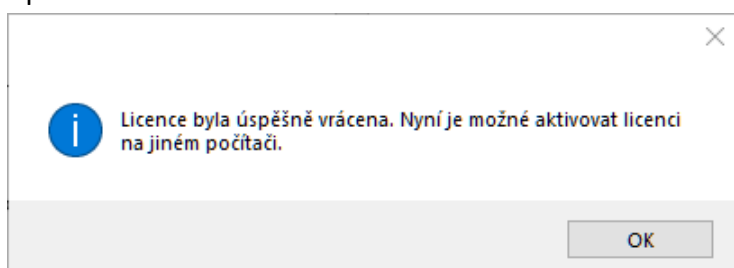 Licence byla úspěšně vrácena. Nyní je možné aktivovat licenci
na jiném počítači.
OK